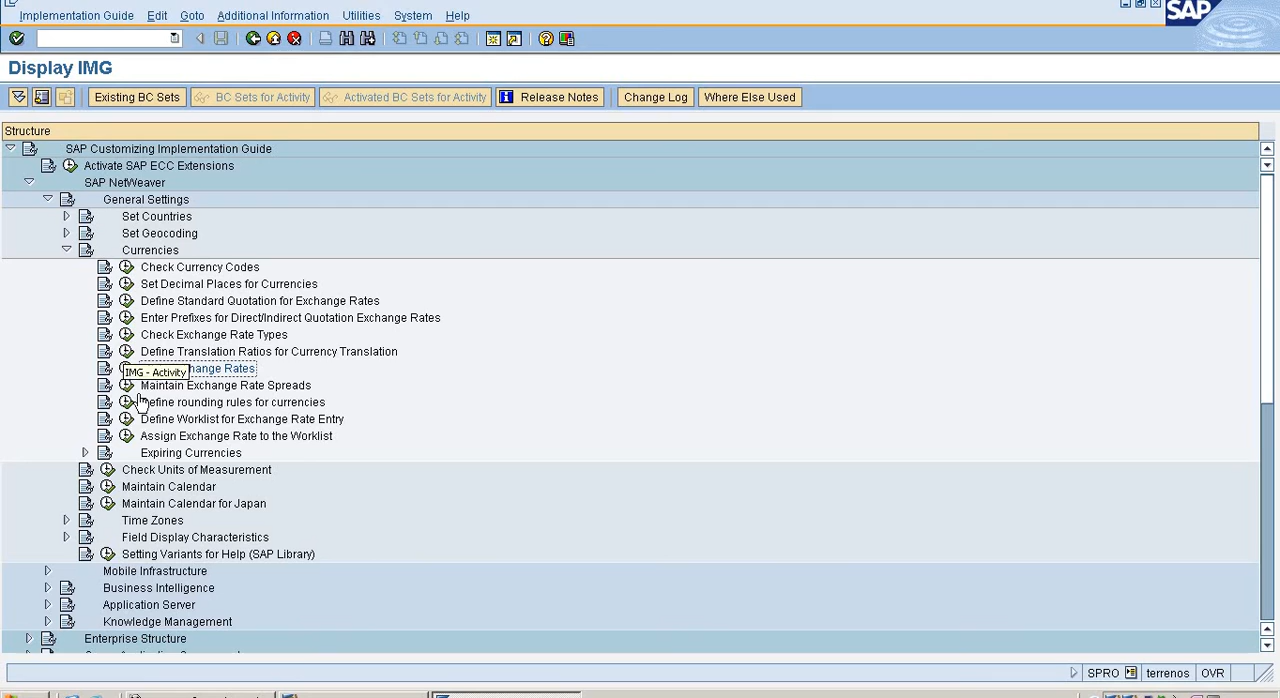 Implementation Guide Edit Goto Additional Information Utilities System Help
SAP
Display IMG
Existing BC Sets BC Sets for Activity Activated BC Sets for Activity Release Notes Change Log Where Else Used
Structure
SAP Customizing Implementation Guide
Activate SAP ECC Extensions
SAP NetWeaver
General Settings
Set Countries
Set Geocoding
Currencies
Check Currency Codes
Set Decimal Places for Currencies
Define Standard Quotation for Exchange Rates
Enter Prefixes for Direct/Indirect Quotation Exchange Rates
Check Exchange Rate Types
Define Translation Ratios for Currency Translation
IMG - Activity hange Rates
Maintain Exchange Rate Spreads
Define rounding rules for currencies
Define Worklist for Exchange Rate Entry
Assign Exchange Rate to the Worklist
Expiring Currencies
Check Units of Measurement
Maintain Calendar
Maintain Calendar for Japan
Time Zones
Field Display Characteristics
Setting Variants for Help (SAP Library)
Mobile Infrastructure
Business Intelligence
Application Server
Knowledge Management
Enterprise Structure
SPRO terrenos OVR